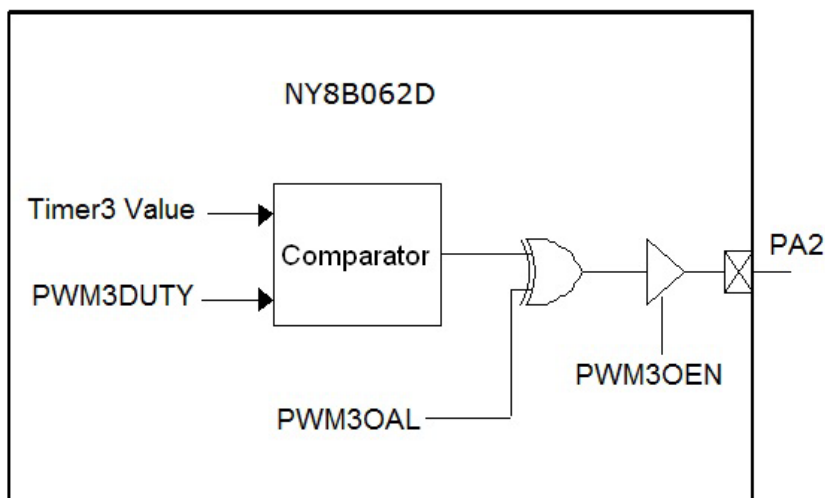 NY8B062D
Timer3 Value
Comparator
PA2
PWM3DUTY
PWM3OEN
PWM3OAL